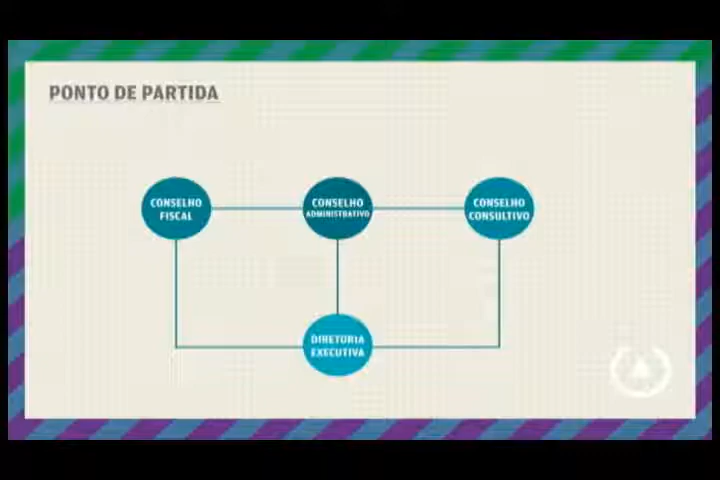 PONTO DE PARTIDA
CONSELHO
FISCAL
CONSELHO
ADMINISTRATIVO
CONSELHO
CONSULTIVO
DIRETORIA
EXECUTIVA